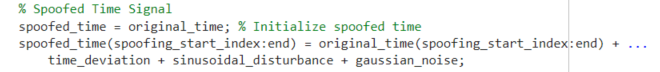 % Spoofed Time Signal
spoofed_time = original_time; % Initialize spoofed time
spoofed_time(spoofing_start_index:end) = original_time(spoofing_start_index:end) + ...
time_deviation + sinusoidal_disturbance + gaussian_noise;